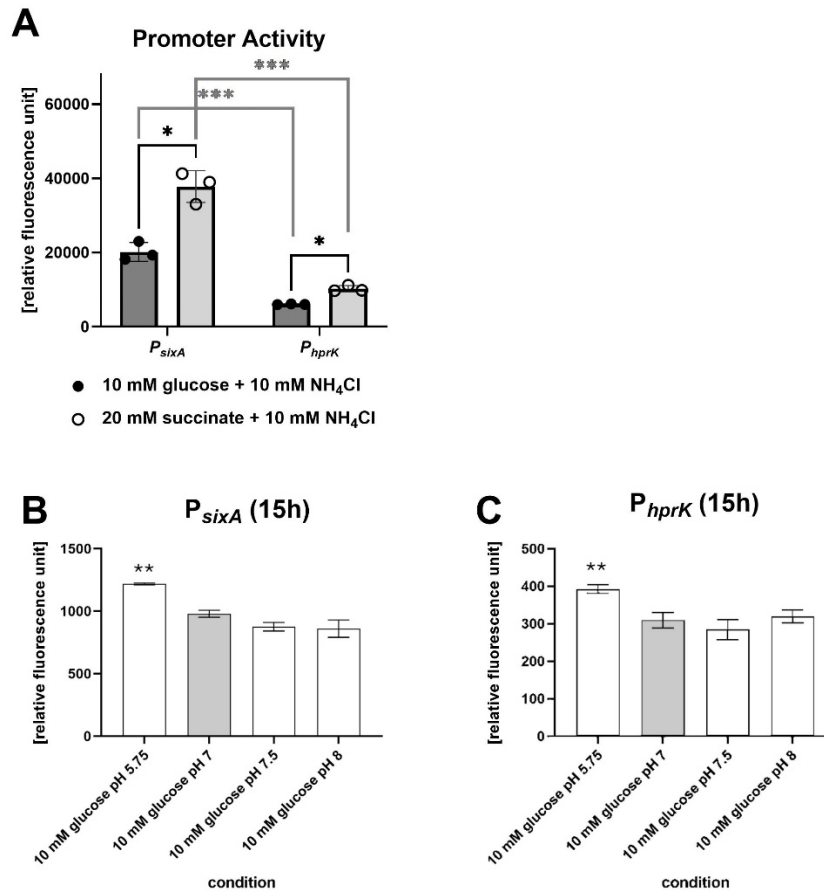 A
Promoter Activity
[relative fluorescence unit]
60000
40000
20000
0
***
***
*
*
PsixA
PhprK
10 mM glucose + 10 mM NH₄Cl
20 mM succinate + 10 mM NH₄Cl
B
PsixA (15h)
[relative fluorescence unit]
1500
1000
500
0
**
10 mM glucose pH 5.75
10 mM glucose pH 7
10 mM glucose pH 7.5
10 mM glucose pH 8
condition
C
PhprK (15h)
[relative fluorescence unit]
500
400
300
200
100
0
**
10 mM glucose pH 5.75
10 mM glucose pH 7
10 mM glucose pH 7.5
10 mM glucose pH 8
condition